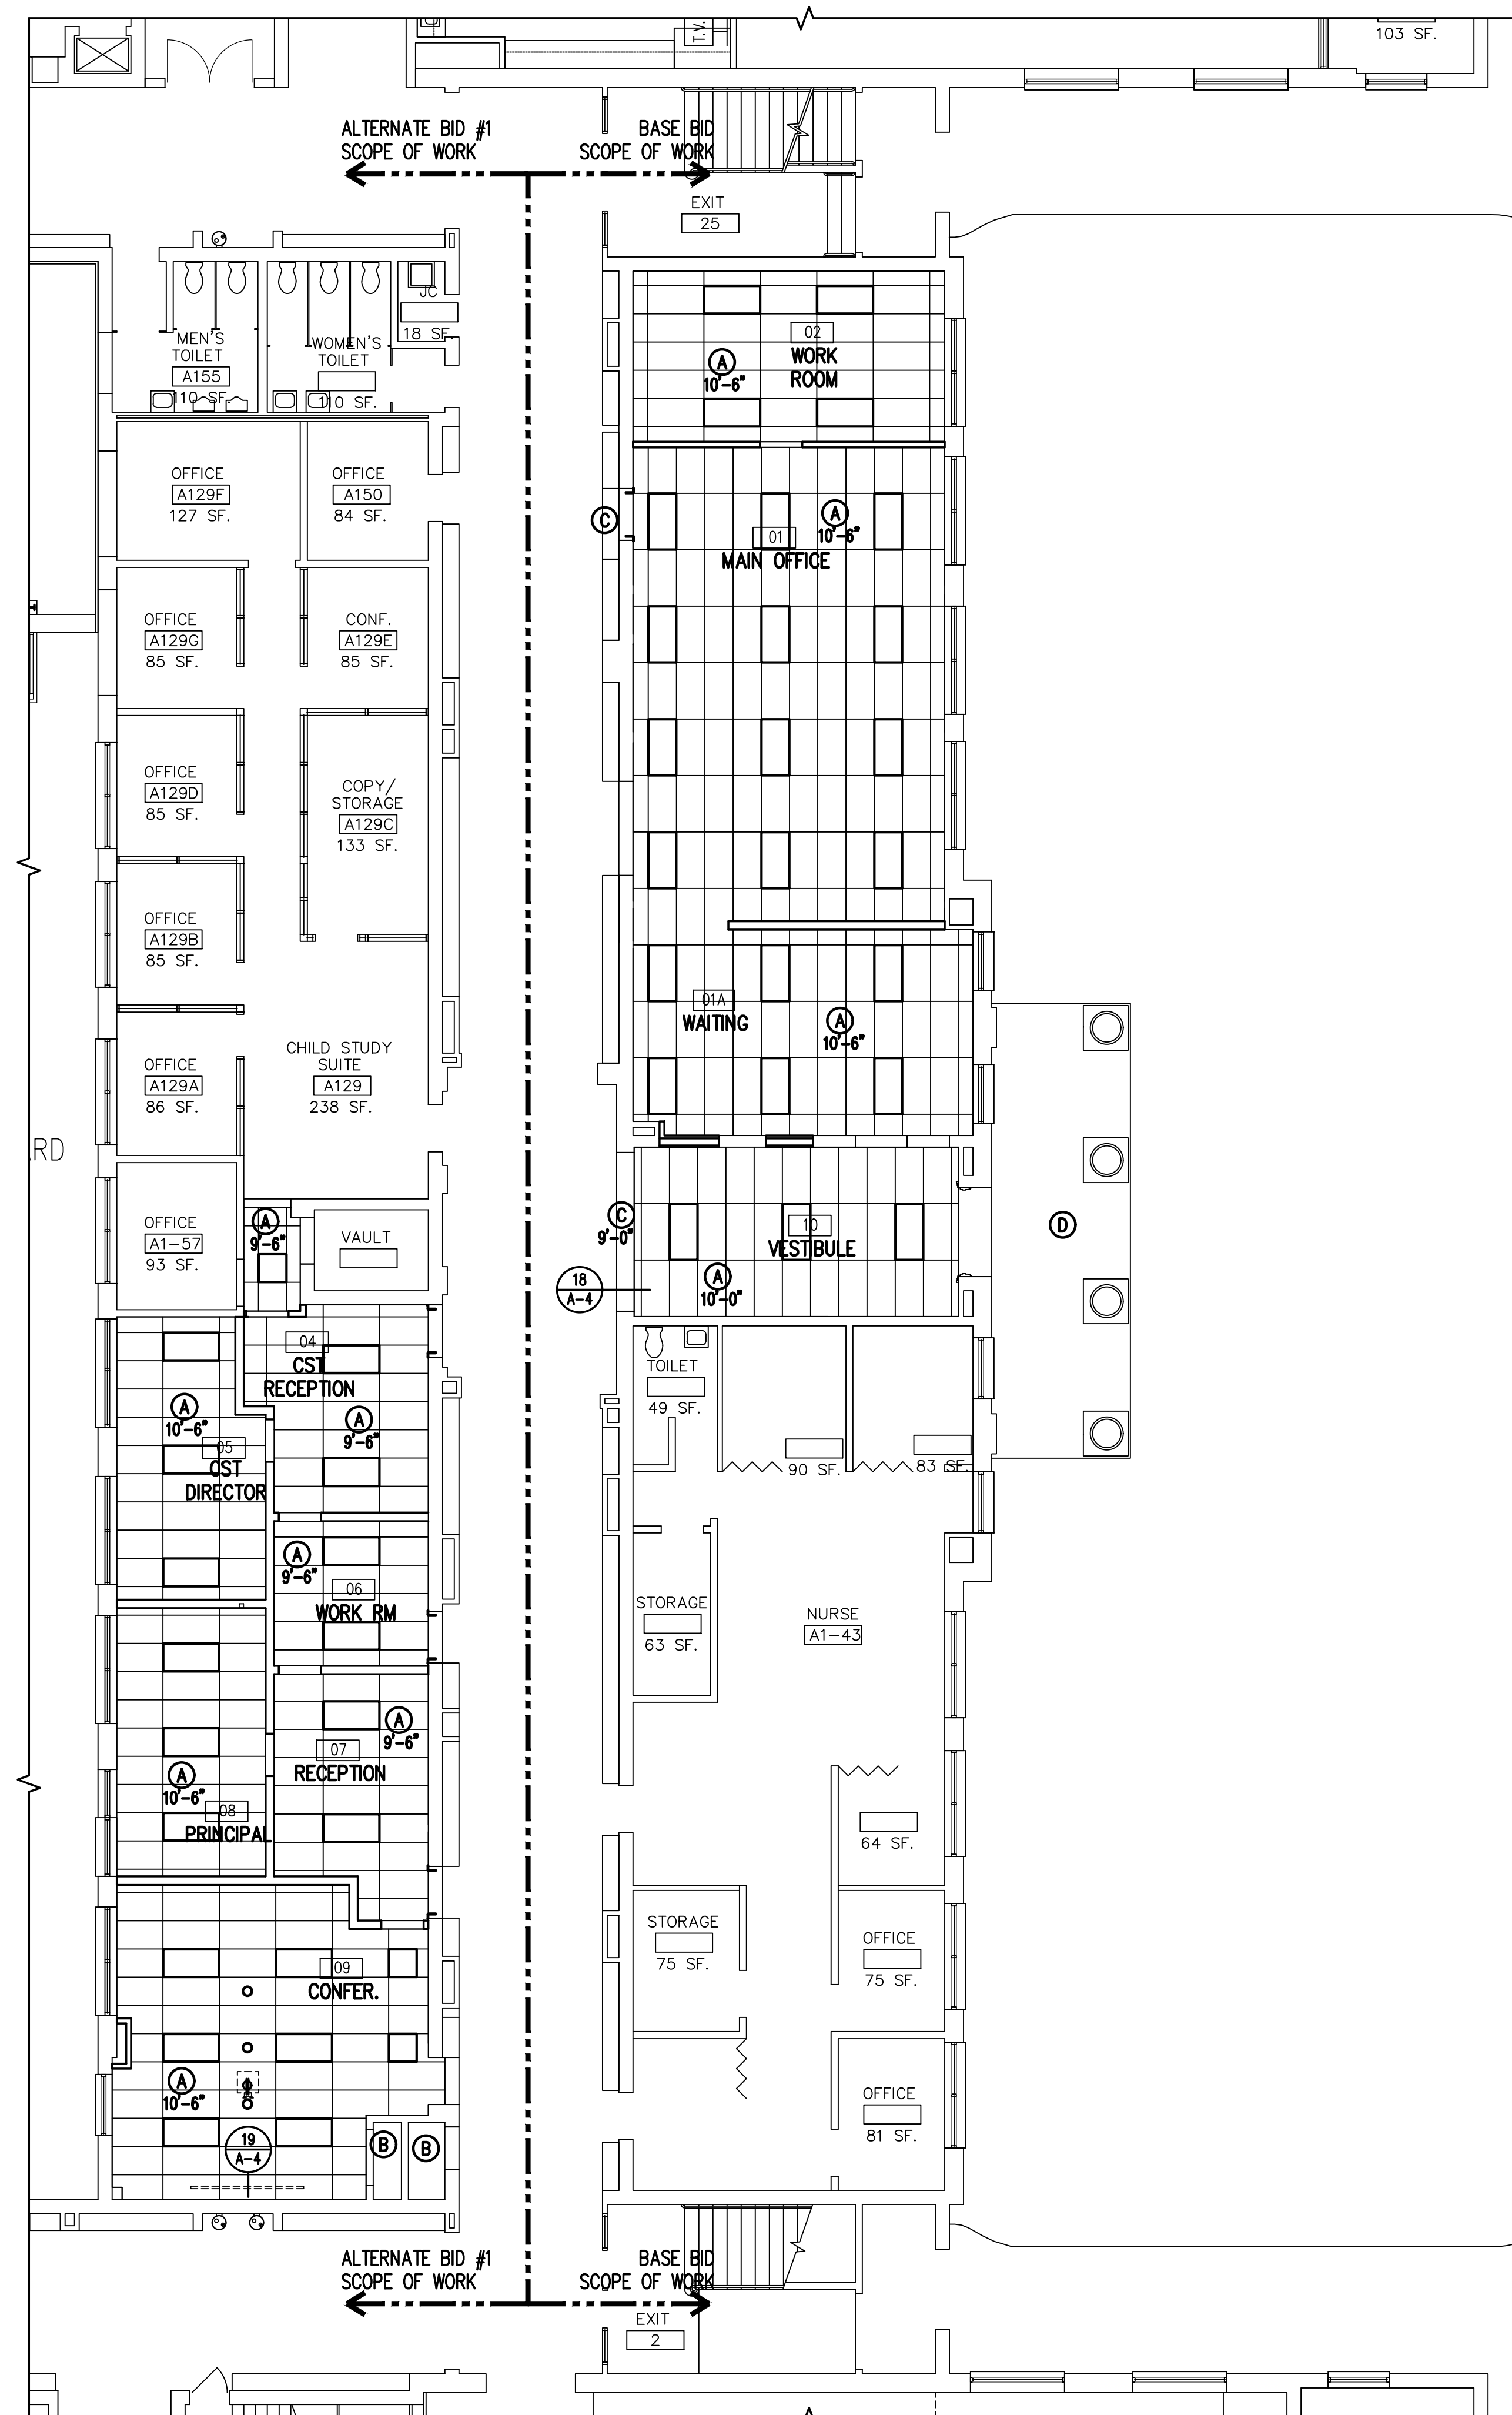 T.V.
103 SF.
ALTERNATE BID #1
SCOPE OF WORK
BASE BID
SCOPE OF WORK
EXIT
25
JC
18 SF.
MEN'S
TOILET
A155
110 SF.
WOMEN'S
TOILET
110 SF.
02
WORK
ROOM
A
10'-6"
OFFICE
A129F
127 SF.
OFFICE
A150
84 SF.
C
01
MAIN OFFICE
A
10'-6"
OFFICE
A129G
85 SF.
CONF.
A129E
85 SF.
OFFICE
A129D
85 SF.
COPY/
STORAGE
A129C
133 SF.
OFFICE
A129B
85 SF.
01A
WAITING
A
10'-6"
OFFICE
A129A
86 SF.
CHILD STUDY
SUITE
A129
238 SF.
RD
OFFICE
A1-57
93 SF.
A
9'-6"
VAULT
C
9'-0"
10
VESTIBULE
A
10'-0"
D
18
A-4
04
CST
RECEPTION
A
9'-6"
A
10'-6"
05
CST
DIRECTOR
TOILET
49 SF.
90 SF.
83 SF.
A
9'-6"
06
WORK RM
STORAGE
63 SF.
NURSE
A1-43
A
9'-6"
07
RECEPTION
A
10'-6"
08
PRINCIPAL
64 SF.
STORAGE
75 SF.
OFFICE
75 SF.
09
CONFER.
A
10'-6"
19
A-4
B
B
OFFICE
81 SF.
ALTERNATE BID #1
SCOPE OF WORK
BASE BID
SCOPE OF WORK
EXIT
2